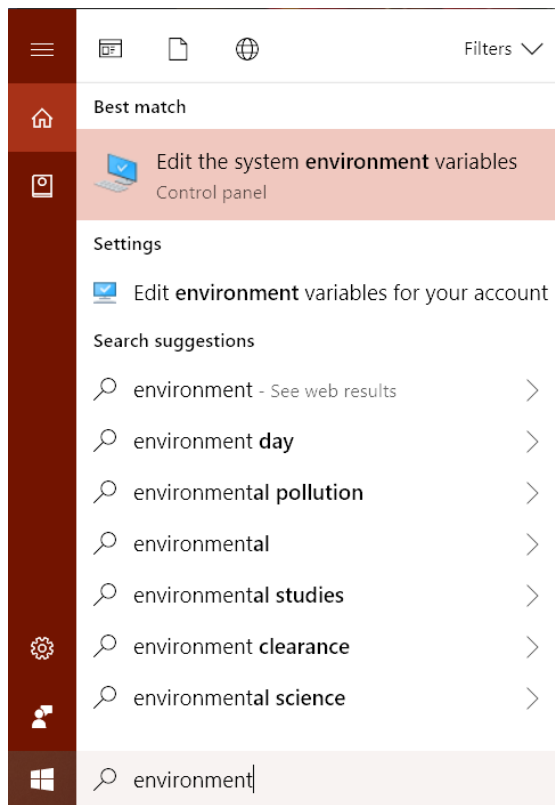 Filters
Best match
Edit the system environment variables
Control panel
Settings
Edit environment variables for your account
Search suggestions
environment - See web results
environment day
environmental pollution
environmental
environmental studies
environment clearance
environmental science
environment